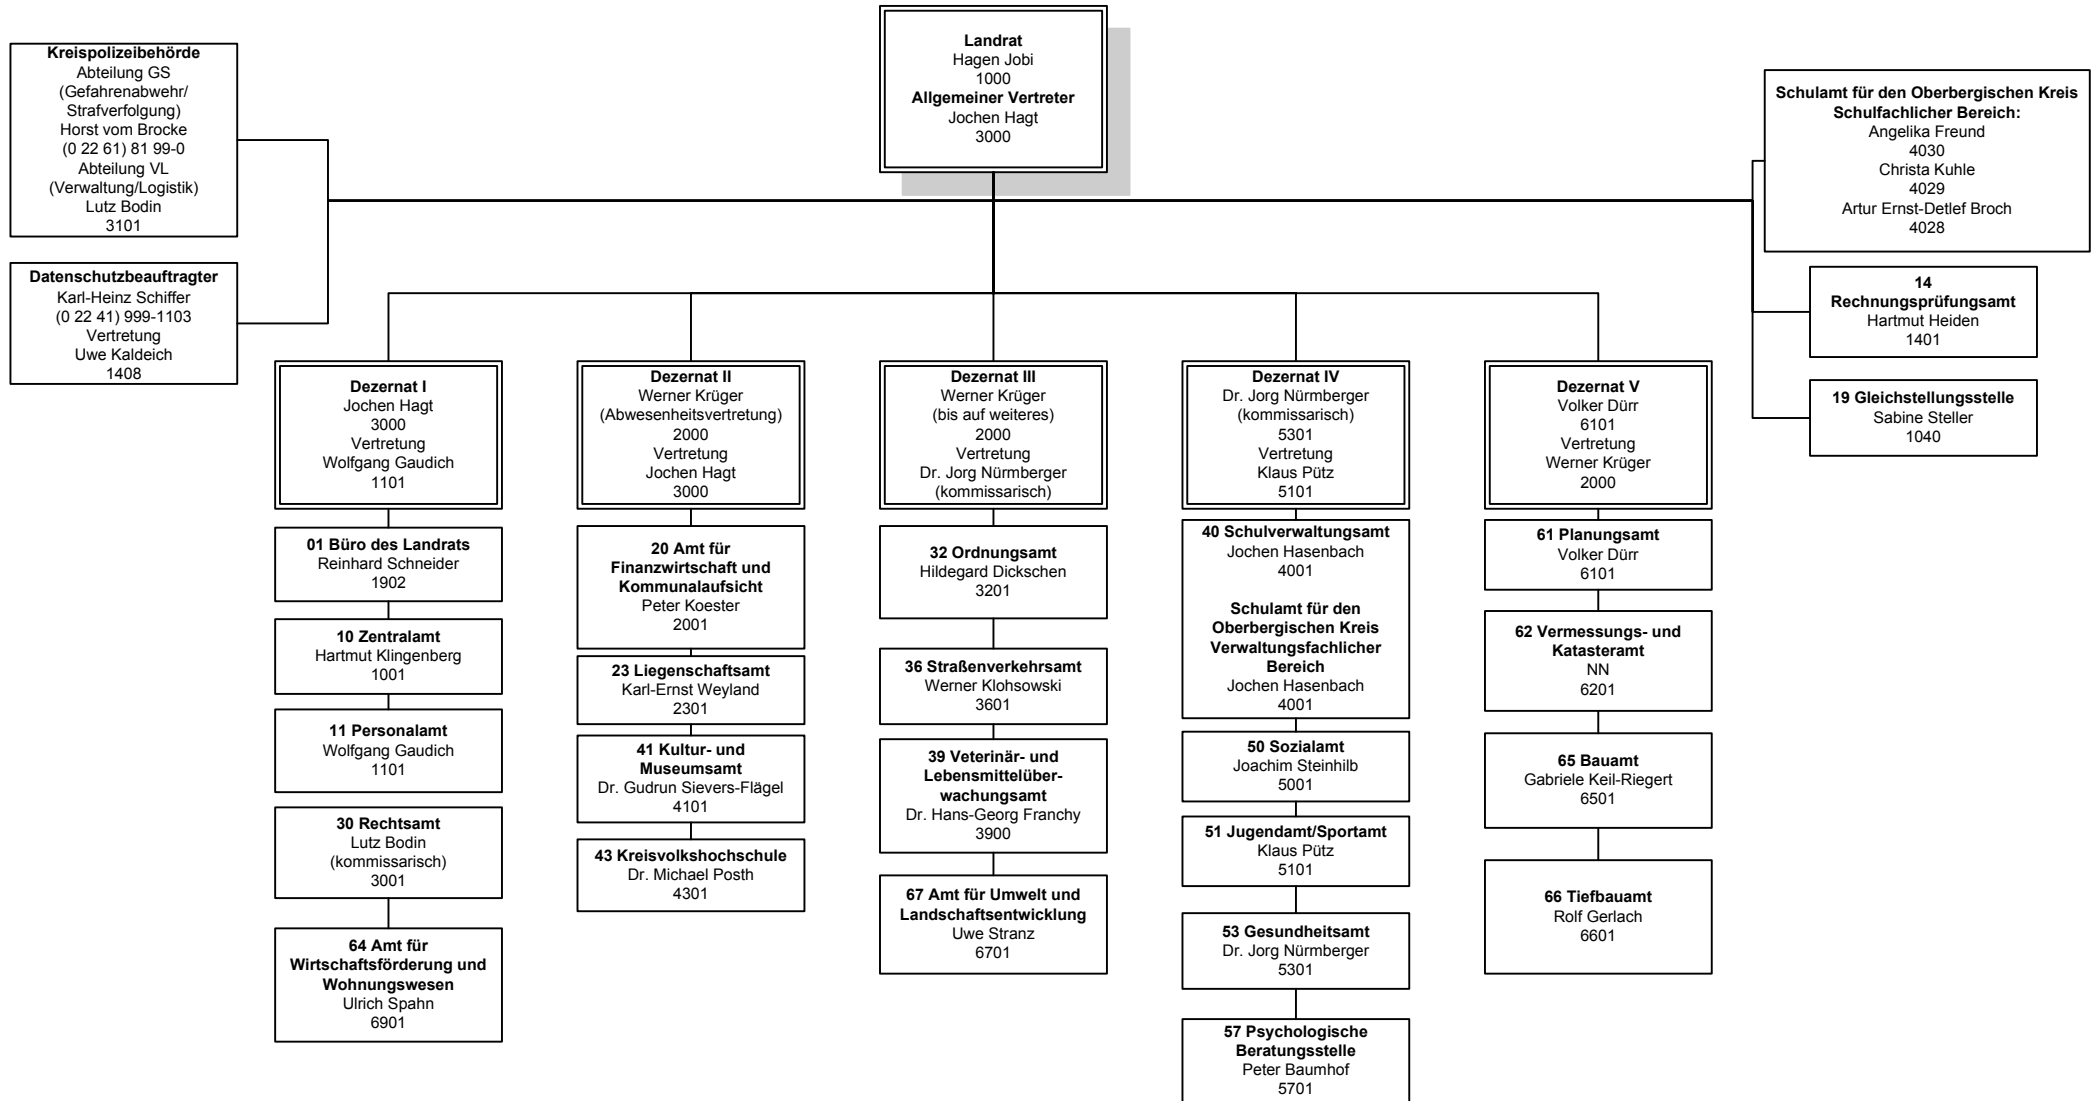 Landrat
Hagen Jobi
1000
Allgemeiner Vertreter
Jochen Hagt
3000
Kreispolizeibehörde
Abteilung GS
(Gefahrenabwehr/
Strafverfolgung)
Horst vom Brocke
(0 22 61) 81 99-0
Abteilung VL
(Verwaltung/Logistik)
Lutz Bodin
3101
Datenschutzbeauftragter
Karl-Heinz Schiffer
(0 22 41) 999-1103
Vertretung
Uwe Kaldeich
1408
Schulamt für den Oberbergischen Kreis
Schulfachlicher Bereich:
Angelika Freund
4030
Christa Kuhle
4029
Artur Ernst-Detlef Broch
4028
14
Rechnungsprüfungsamt
Hartmut Heiden
1401
19 Gleichstellungsstelle
Sabine Steller
1040
Dezernat I
Jochen Hagt
3000
Vertretung
Wolfgang Gaudich
1101
01 Büro des Landrats
Reinhard Schneider
1902
10 Zentralamt
Hartmut Klingenberg
1001
11 Personalamt
Wolfgang Gaudich
1101
30 Rechtsamt
Lutz Bodin
(kommissarisch)
3001
64 Amt für
Wirtschaftsförderung und
Wohnungswesen
Ulrich Spahn
6901
Dezernat II
Werner Krüger
(Abwesenheitsvertretung)
2000
Vertretung
Jochen Hagt
3000
20 Amt für
Finanzwirtschaft und
Kommunalaufsicht
Peter Koester
2001
23 Liegenschaftsamt
Karl-Ernst Weyland
2301
41 Kultur- und
Museumsamt
Dr. Gudrun Sievers-Flägel
4101
43 Kreisvolkshochschule
Dr. Michael Posth
4301
Dezernat III
Werner Krüger
(bis auf weiteres)
2000
Vertretung
Dr. Jorg Nürmberger
(kommissarisch)
32 Ordnungsamt
Hildegard Dickschen
3201
36 Straßenverkehrsamt
Werner Klohsowski
3601
39 Veterinär- und
Lebensmittelüber-
wachungsamt
Dr. Hans-Georg Franchy
3900
67 Amt für Umwelt und
Landschaftsentwicklung
Uwe Stranz
6701
Dezernat IV
Dr. Jorg Nürmberger
(kommissarisch)
5301
Vertretung
Klaus Pütz
5101
40 Schulverwaltungsamt
Jochen Hasenbach
4001
Schulamt für den
Oberbergischen Kreis
Verwaltungsfachlicher
Bereich
Jochen Hasenbach
4001
50 Sozialamt
Joachim Steinhilb
5001
51 Jugendamt/Sportamt
Klaus Pütz
5101
53 Gesundheitsamt
Dr. Jorg Nürmberger
5301
57 Psychologische
Beratungsstelle
Peter Baumhof
5701
Dezernat V
Volker Dürr
6101
Vertretung
Werner Krüger
2000
61 Planungsamt
Volker Dürr
6101
62 Vermessungs- und
Katasteramt
NN
6201
65 Bauamt
Gabriele Keil-Riegert
6501
66 Tiefbauamt
Rolf Gerlach
6601